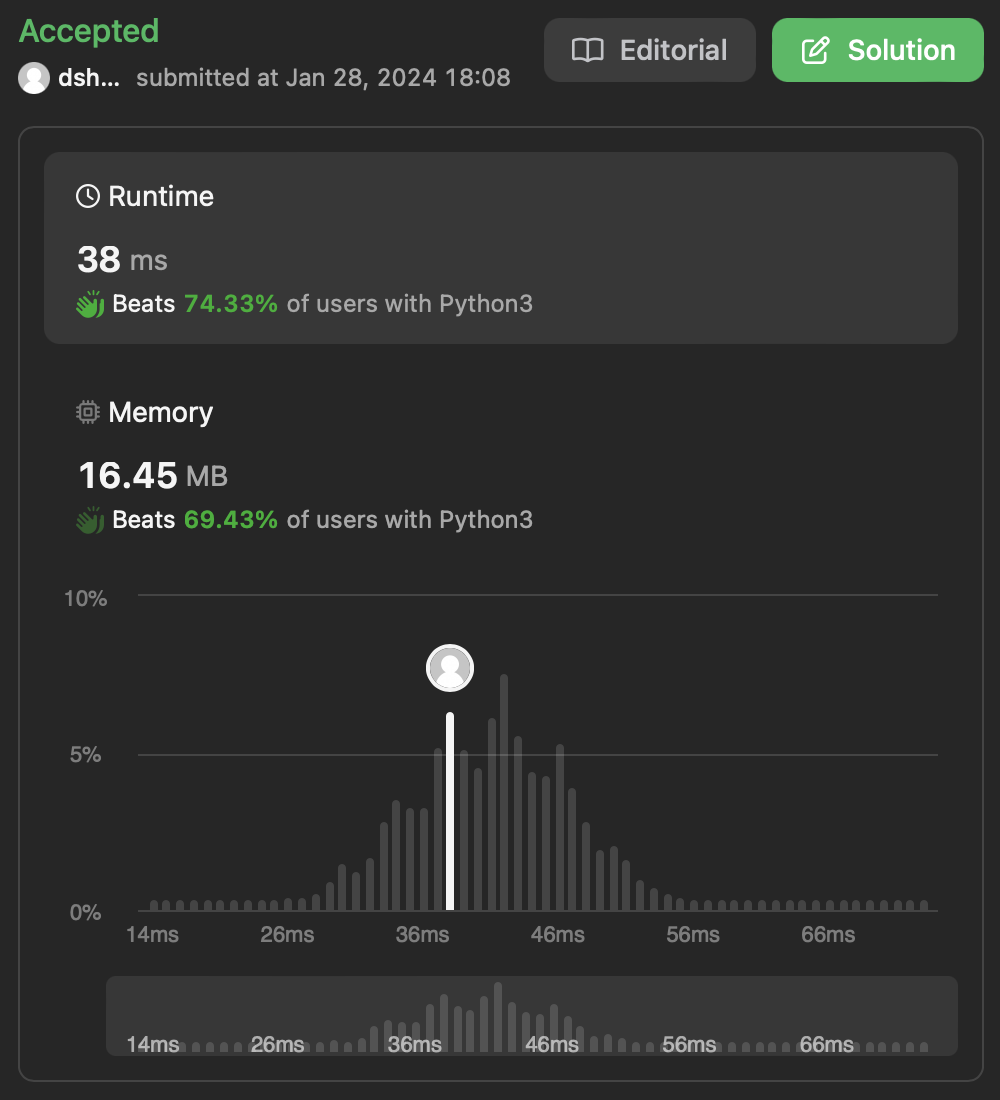 Accepted
dsh... submitted at Jan 28, 2024 18:08
Editorial
Solution
Runtime
38 ms
Beats 74.33% of users with Python3
Memory
16.45 MB
Beats 69.43% of users with Python3
10%
5%
0%
14ms 26ms 36ms 46ms 56ms 66ms
14ms 26ms 36ms 46ms 56ms 66ms